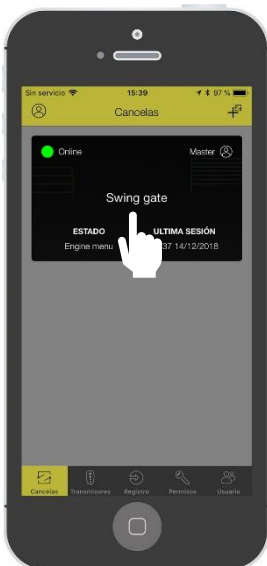 Sin servicio 15:39 97 %
Cancelas
Online Master
Swing gate
ESTADO ULTIMA SESIÓN
Engine menu 37 14/12/2018
Cancelas Transmisores Registro Permisos Usuario